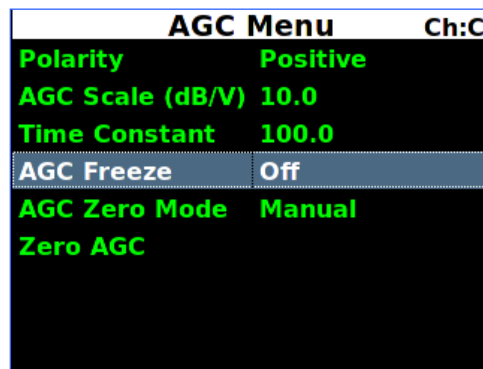 AGC Menu Ch:C
Polarity Positive
AGC Scale (dB/V) 10.0
Time Constant 100.0
AGC Freeze Off
AGC Zero Mode Manual
Zero AGC